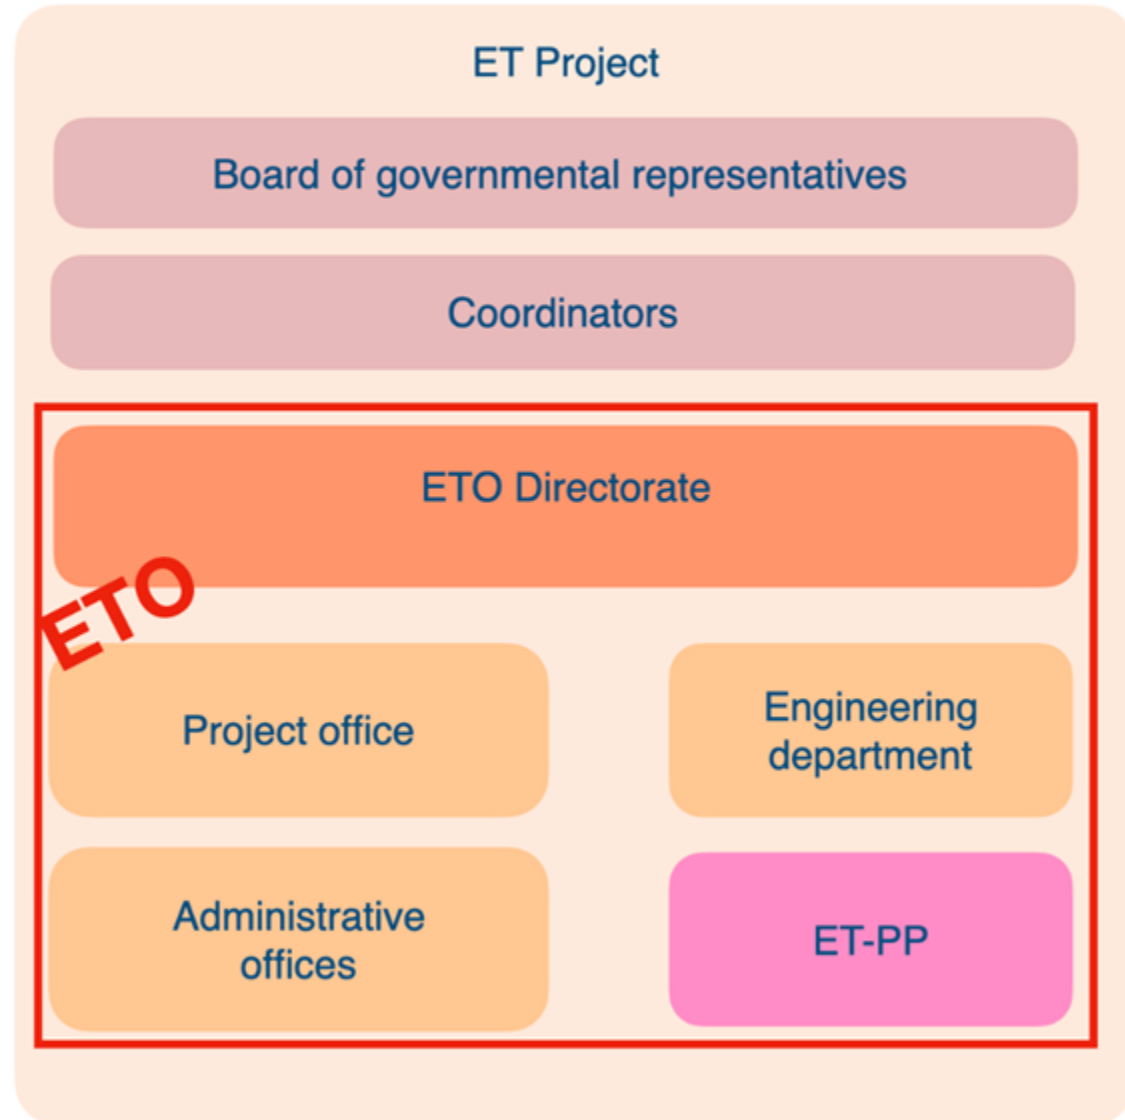 ET Project
Board of governmental representatives
Coordinators
ETO Directorate
ETO
Project office
Engineering
department
Administrative
offices
ET-PP